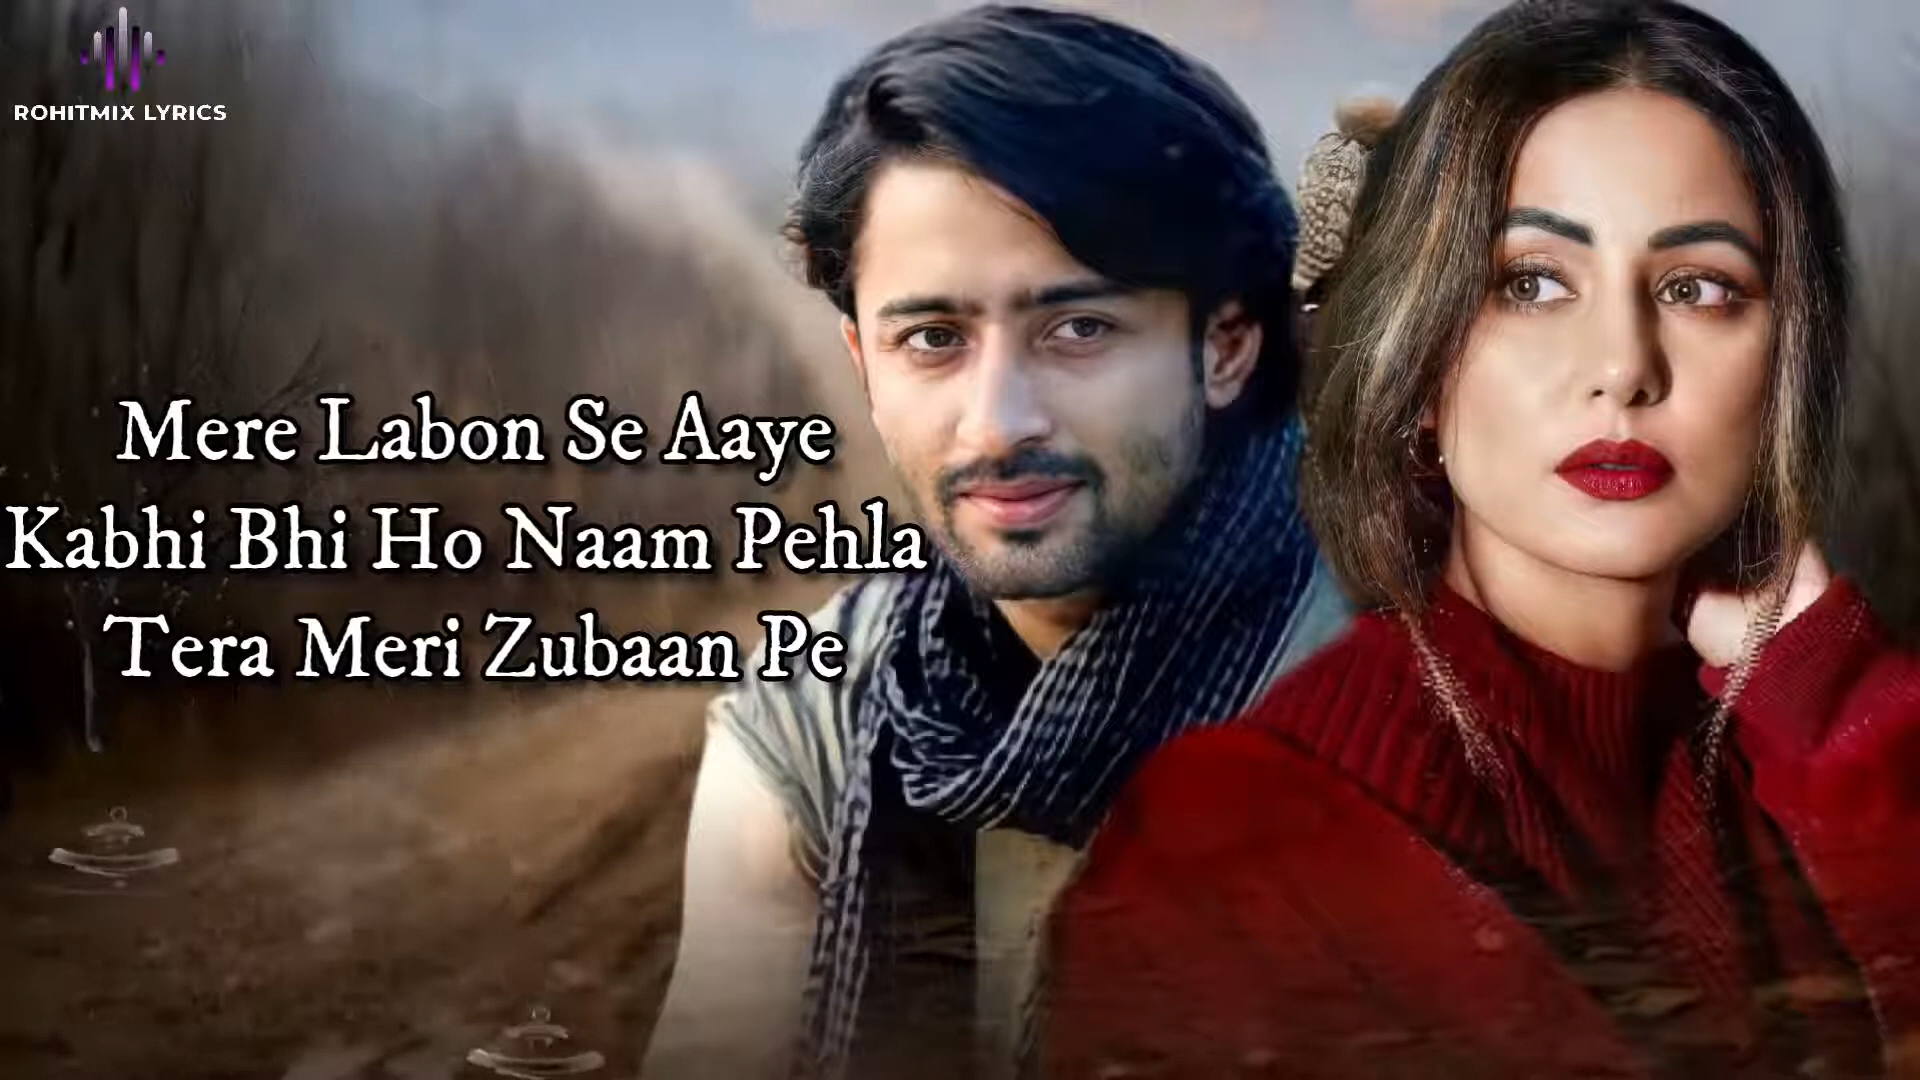 ROHITMIX LYRICS
Mere Labon Se Aaye
Kabhi Bhi Ho Naam Pehla
Tera Meri Zubaan Pe